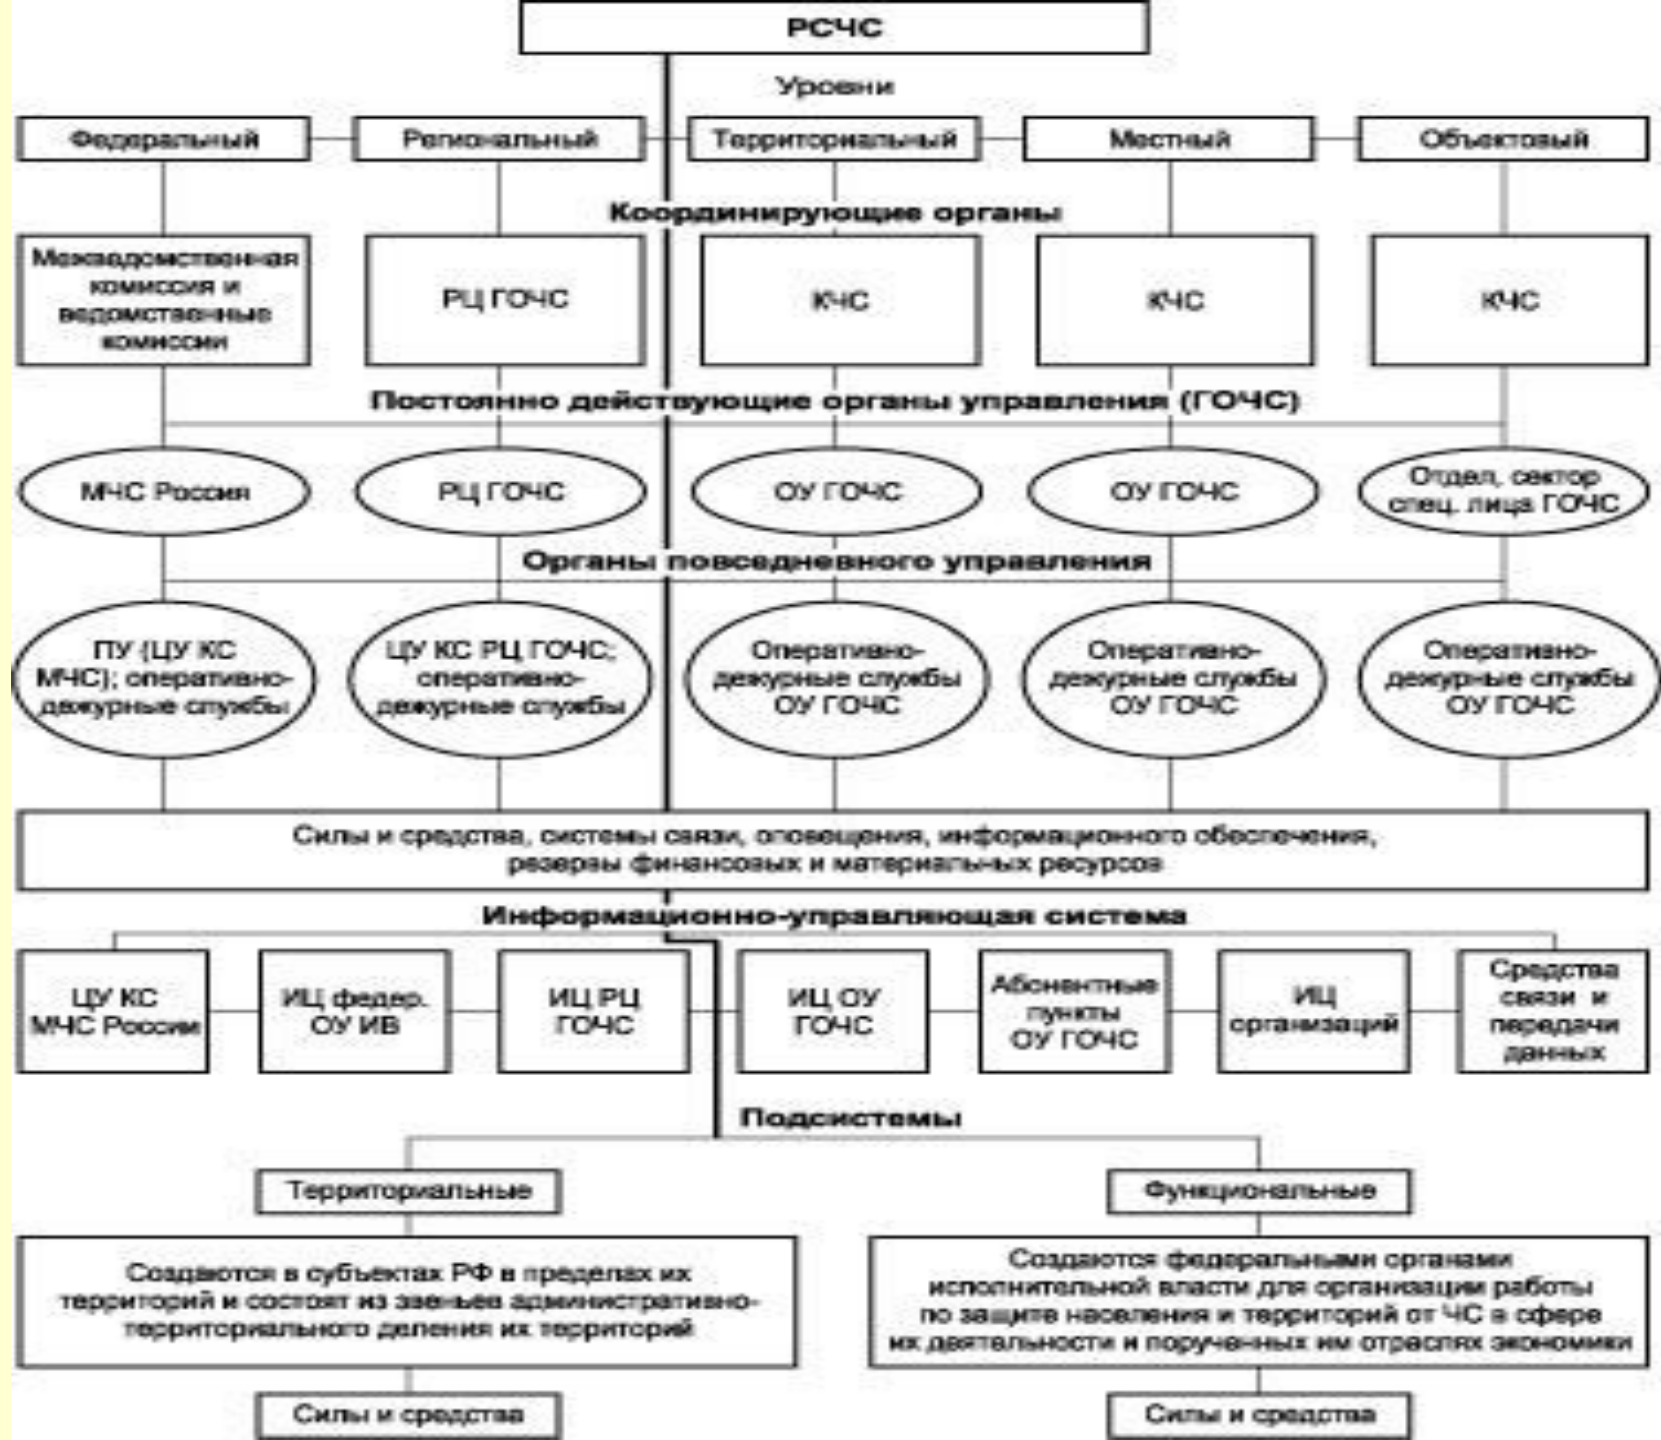 РСЧС
Уровни
Федеральный
Региональный
Территориальный
Местный
Объектовый
Координирующие органы
Межведомственная
комиссия и
ведомственные
комиссии
РЦ ГОЧС
КЧС
КЧС
КЧС
Постоянно действующие органы управления (ГОЧС)
МЧС Россия
РЦ ГОЧС
ОУ ГОЧС
ОУ ГОЧС
Отдел, сектор
спец. лица ГОЧС
Органы повседневного управления
ПУ (ЦУ КС
МЧС); оперативно-
дежурные службы
ЦУ КС РЦ ГОЧС;
оперативно-
дежурные службы
Оперативно-
дежурные службы
ОУ ГОЧС
Оперативно-
дежурные службы
ОУ ГОЧС
Оперативно-
дежурные службы
ОУ ГОЧС
Силы и средства, системы связи, оповещения, информационного обеспечения,
резервы финансовых и материальных ресурсов
Информационно-управляющая система
ЦУ КС
МЧС России
ИЦ федер.
ОУ ИВ
ИЦ РЦ
ГОЧС
ИЦ ОУ
ГОЧС
Абонентные
пункты
ОУ ГОЧС
ИЦ
организаций
Средства
связи и
передачи
данных
Подсистемы
Территориальные
Функциональные
Создаются в субъектах РФ в пределах их
территорий и состоят из звеньев административно-
территориального деления их территорий
Создаются федеральными органами
исполнительной власти для организации работы
по защите населения и территорий от ЧС в сфере
их деятельности и порученных им отраслях экономики
Силы и средства
Силы и средства